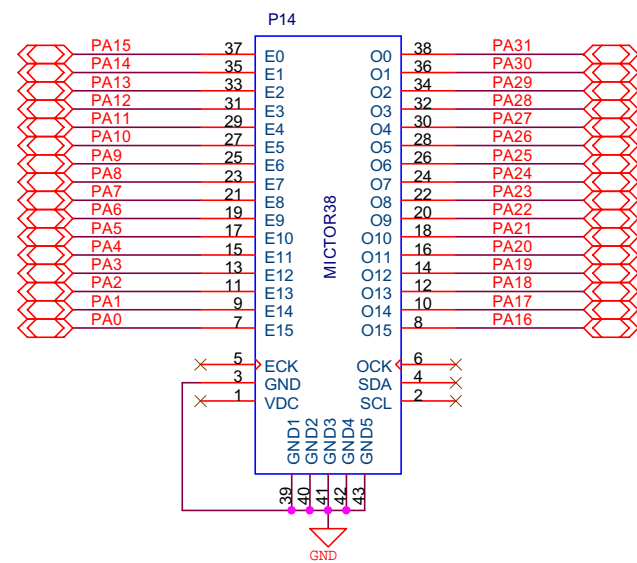 P14
PA15 37 E0 O0 38 PA31
PA14 35 E1 O1 36 PA30
PA13 33 E2 O2 34 PA29
PA12 31 E3 O3 32 PA28
PA11 29 E4 O4 30 PA27
PA10 27 E5 O5 28 PA26
PA9 25 E6 O6 26 PA25
PA8 23 E7 O7 24 PA24
PA7 21 E8 O8 22 PA23
PA6 19 E9 O9 20 PA22
PA5 17 E10 O10 18 PA21
PA4 15 E11 O11 16 PA20
PA3 13 E12 O12 14 PA19
PA2 11 E13 O13 12 PA18
PA1 9 E14 O14 10 PA17
PA0 7 E15 O15 8 PA16
MICTOR38
5 ECK OCK 6
3 GND SDA 4
1 VDC SCL 2
GND1 GND2 GND3 GND4 GND5
39 40 41 42 43
GND